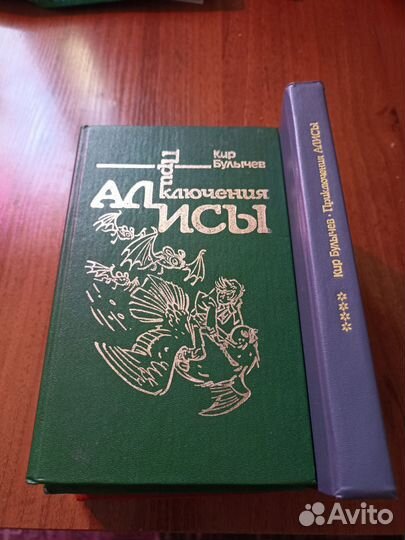 Кир
Булычев
Приключения
АЛИСЫ
Кир Булычев · Приключения АЛИСЫ
Avito